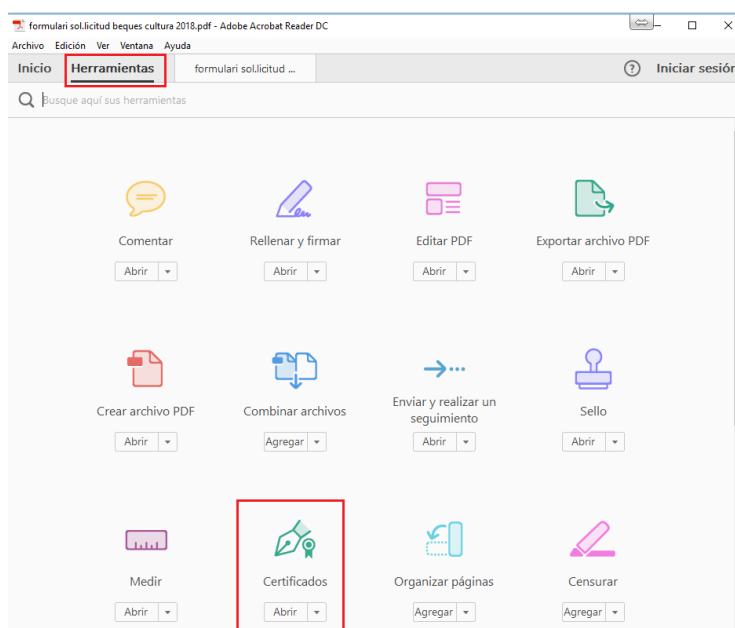 formulari sol.licitud beques cultura 2018.pdf - Adobe Acrobat Reader DC
Archivo Edición Ver Ventana Ayuda
Inicio Herramientas formulari sol.licitud ... ? Iniciar sesión
Busque aquí sus herramientas
Comentar Rellenar y firmar Editar PDF Exportar archivo PDF
Abrir Abrir Abrir Abrir
Crear archivo PDF Combinar archivos Enviar y realizar un seguimiento Sello
Abrir Agregar Abrir Abrir
Medir Certificados Organizar páginas Censurar
Abrir Abrir Agregar Agregar